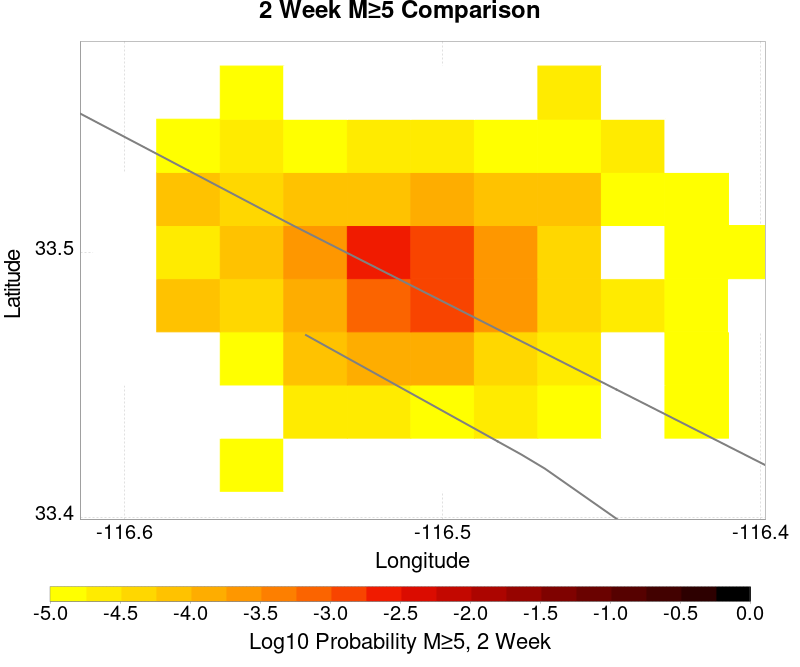 2 Week M≥5 Comparison
Latitude
33.5
33.4
-116.6 -116.5 -116.4
Longitude
-5.0 -4.5 -4.0 -3.5 -3.0 -2.5 -2.0 -1.5 -1.0 -0.5 0.0
Log10 Probability M≥5, 2 Week